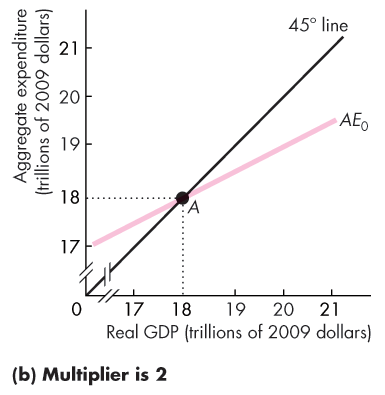 Aggregate expenditure
(trillions of 2009 dollars)
45° line
21
20
19
18
17
AE0
A
0
17
18
19
20
21
Real GDP (trillions of 2009 dollars)
(b) Multiplier is 2